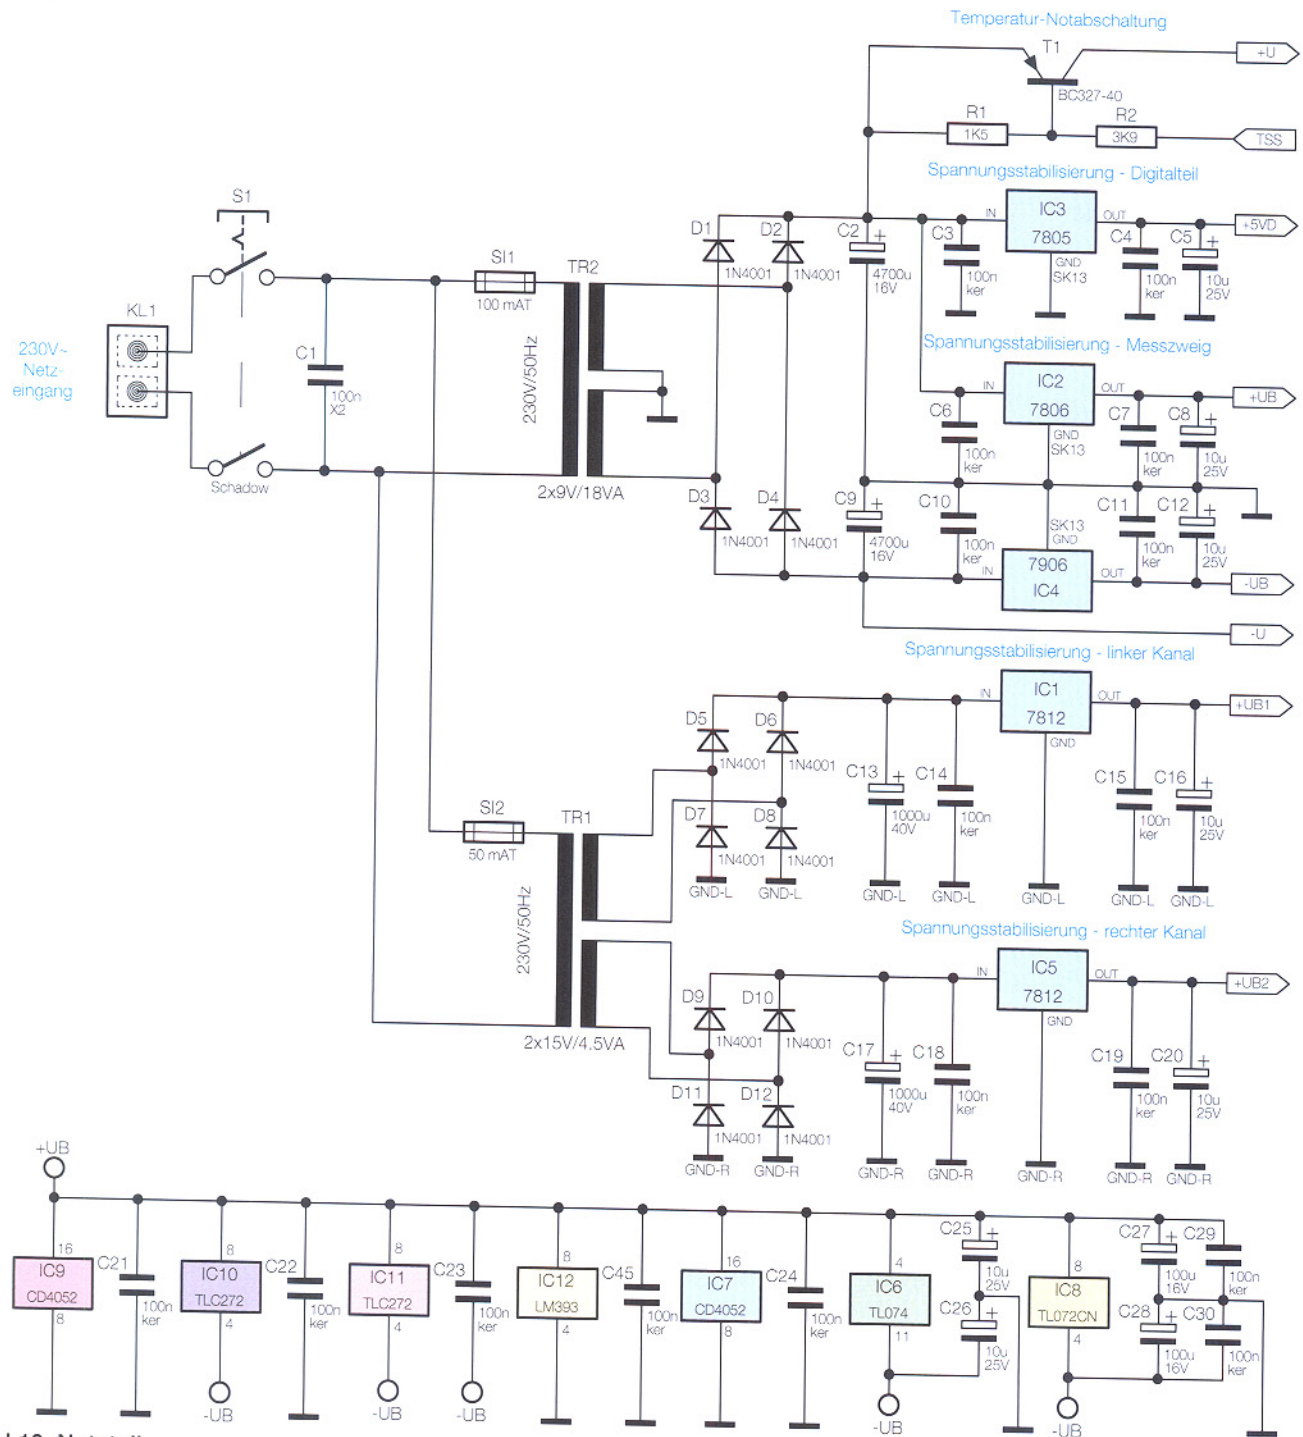 Temperatur-Notabschaltung
T1
+U
BC327-40
R1
1K5
R2
3K9
TSS
Spannungsstabilisierung - Digitalteil
S1
D1
1N4001
D2
1N4001
C2
+
4700u
16V
C3
100n
ker
IN
IC3
7805
OUT
GND
SK13
C4
100n
ker
C5
+
10u
25V
+5VD
KL1
230V~
Netz-
eingang
C1
100n
X2
SI1
100 mAT
TR2
230V/50Hz
2x9V/18VA
Schadow
Spannungsstabilisierung - Messzweig
C6
100n
ker
IN
IC2
7806
OUT
GND
SK13
C7
100n
ker
C8
+
10u
25V
+UB
D3
1N4001
D4
1N4001
C9
+
4700u
16V
C10
100n
ker
SK13
GND
IN
7906
IC4
OUT
C11
100n
ker
C12
+
10u
25V
-UB
-U
Spannungsstabilisierung - linker Kanal
D5
1N4001
D6
1N4001
C13
+
1000u
40V
C14
100n
ker
IN
IC1
7812
OUT
GND
C15
100n
ker
C16
+
10u
25V
+UB1
SI2
50 mAT
TR1
230V/50Hz
2x15V/4.5VA
D7
1N4001
D8
1N4001
GND-L
GND-L
GND-L
GND-L
GND-L
GND-L
GND-L
Spannungsstabilisierung - rechter Kanal
D9
1N4001
D10
1N4001
C17
+
1000u
40V
C18
100n
ker
IN
IC5
7812
OUT
GND
C19
100n
ker
C20
+
10u
25V
+UB2
D11
1N4001
D12
1N4001
GND-R
GND-R
GND-R
GND-R
GND-R
GND-R
GND-R
+UB
16
IC9
CD4052
8
C21
100n
ker
8
IC10
TLC272
4
-UB
C22
100n
ker
8
IC11
TLC272
4
-UB
C23
100n
ker
-UB
8
IC12
LM393
4
C45
100n
ker
16
IC7
CD4052
8
C24
100n
ker
4
IC6
TL074
11
-UB
C25
+
10u
25V
C26
+
10u
25V
8
IC8
TL072CN
4
-UB
C27
+
100u
16V
C28
+
100u
16V
C29
100n
ker
C30
100n
ker